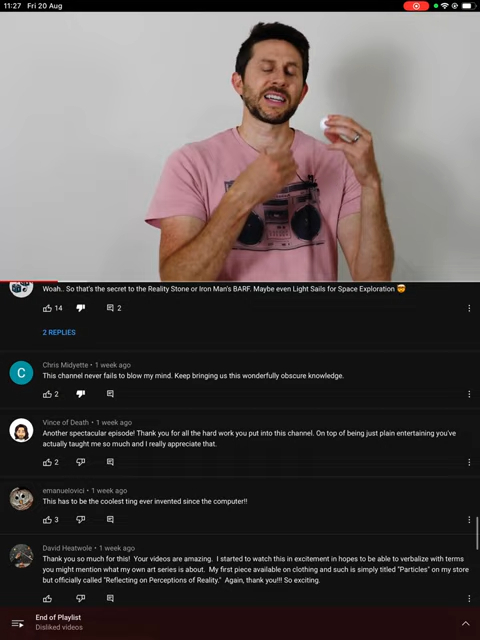 11:27 Fri 20 Aug
Woah.. So that's the secret to the Reality Stone or Iron Man's BARF. Maybe even Light Sails for Space Exploration 🤯
14 2
2 REPLIES
C
Chris Midyette • 1 week ago
This channel never fails to blow my mind. Keep bringing us this wonderfully obscure knowledge.
2
Vince of Death • 1 week ago
Another spectacular episode! Thank you for all the hard work you put into this channel. On top of being just plain entertaining you've
actually taught me so much and I really appreciate that.
2
emanuelovici • 1 week ago
This has to be the coolest ting ever invented since the computer!!
3
David Heatwole • 1 week ago
Thank you so much for this! Your videos are amazing. I started to watch this in excitement in hopes to be able to verbalize with terms
you might mention what my own art series is about. My first piece available on clothing and such is simply titled "Particles" on my store
but officially called "Reflecting on Perceptions of Reality." Again, thank you!!! So exciting.
End of Playlist
Disliked videos